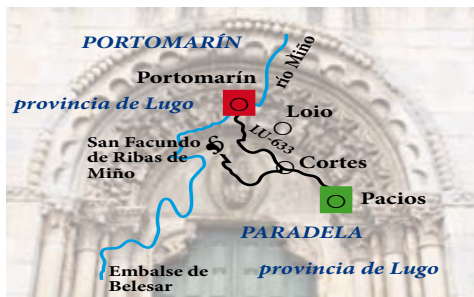 PORTOMARÍN
río Miño
Portomarín
provincia de Lugo
Loio
LU-633
San Facundo
de Ribas de
Miño
Cortes
Pacios
PARADELA
provincia de Lugo
Embalse de
Belesar